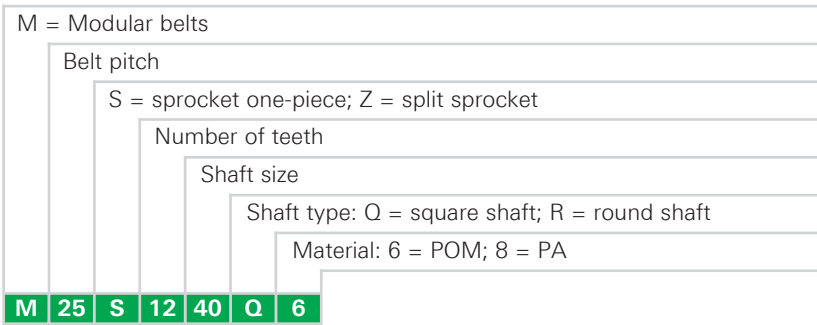 M = Modular belts
Belt pitch
S = sprocket one-piece; Z = split sprocket
Number of teeth
Shaft size
Shaft type: Q = square shaft; R = round shaft
Material: 6 = POM; 8 = PA
M 25 S 12 40 Q 6